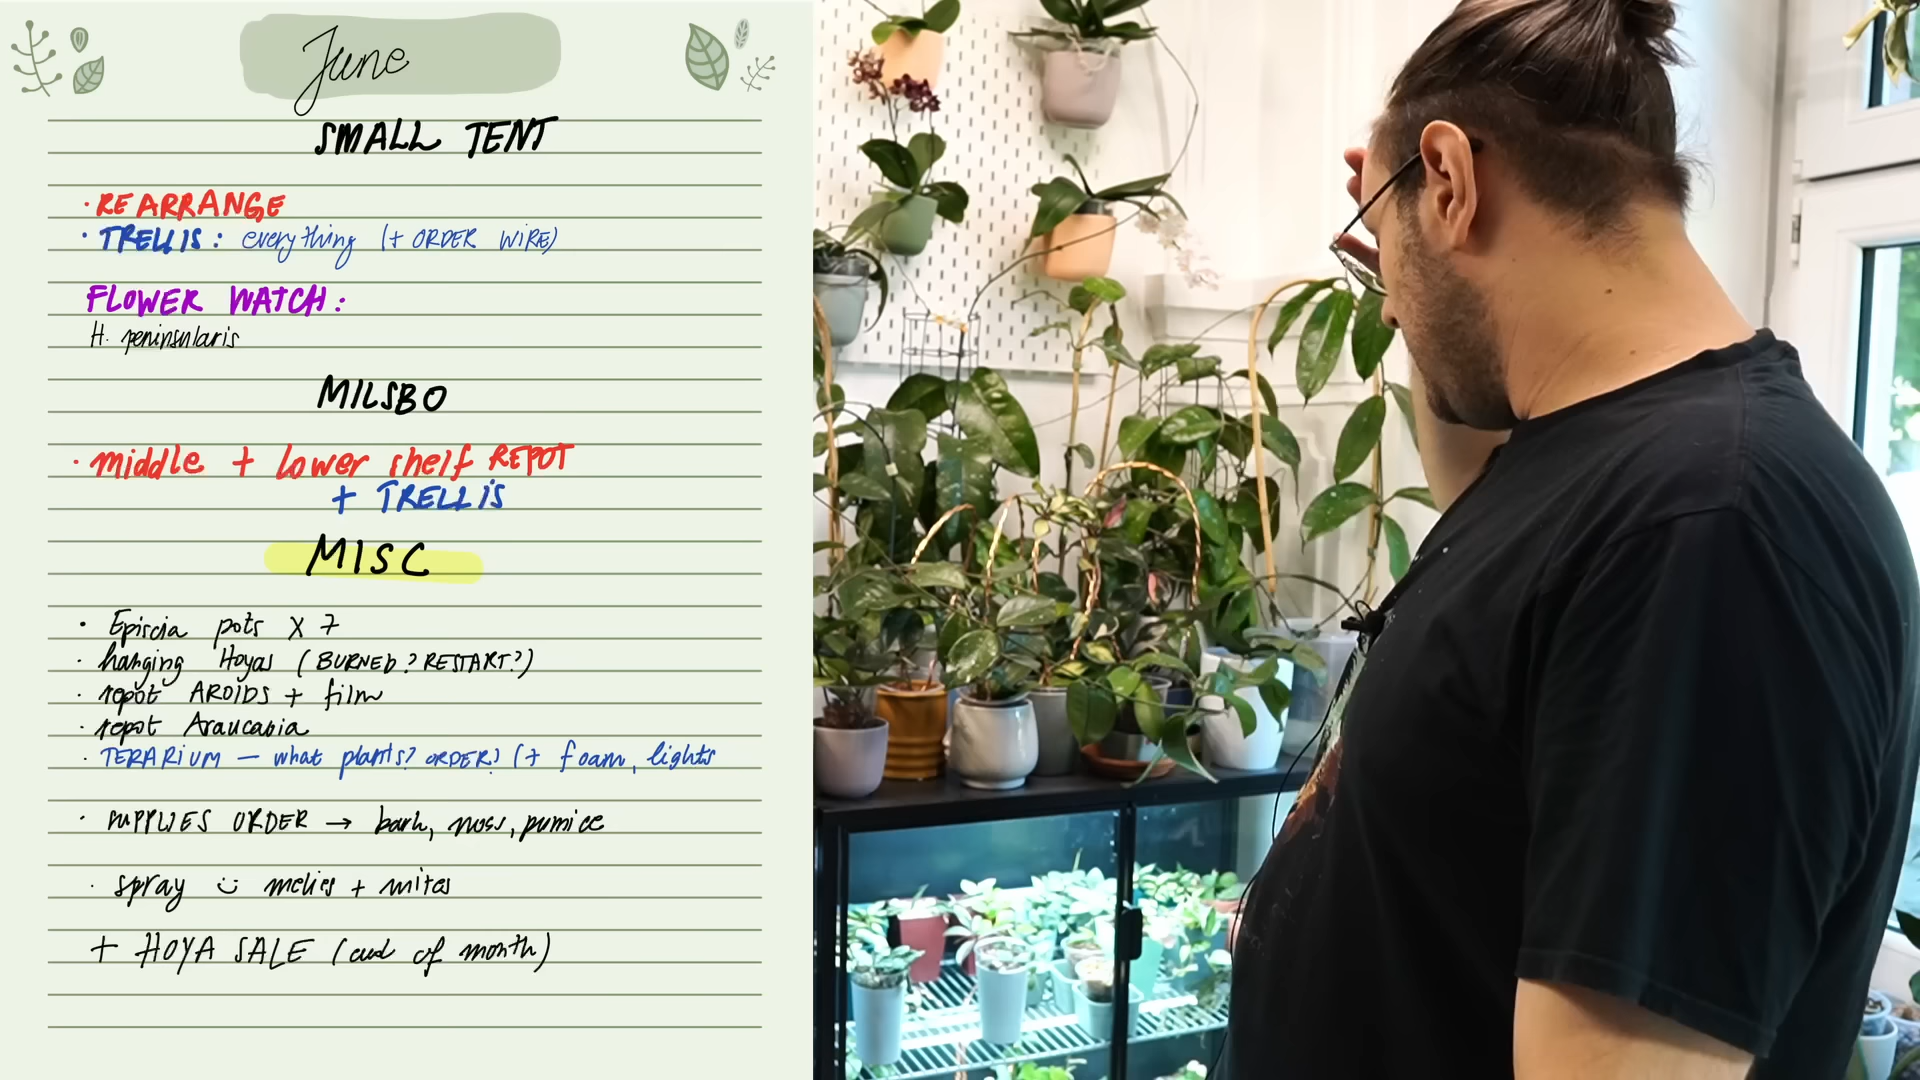 June
SMALL TENT
· REARRANGE
· TRELLIS: everything (+ ORDER WIRE)
FLOWER WATCH:
H. peninsularis
MILSBO
· middle + lower shelf REPOT
+ TRELLIS
MISC
· Episcia pots x 7
· hanging Hoyas (BURNED? RESTART?)
· repot AROIDS + film
· repot Araucaria
· TERARIUM — what plants? ORDER? (+ foam, lights
· SUPPLIES ORDER → bark, moss, pumice
· spray :) melies + mites
+ HOYA SALE (end of month)